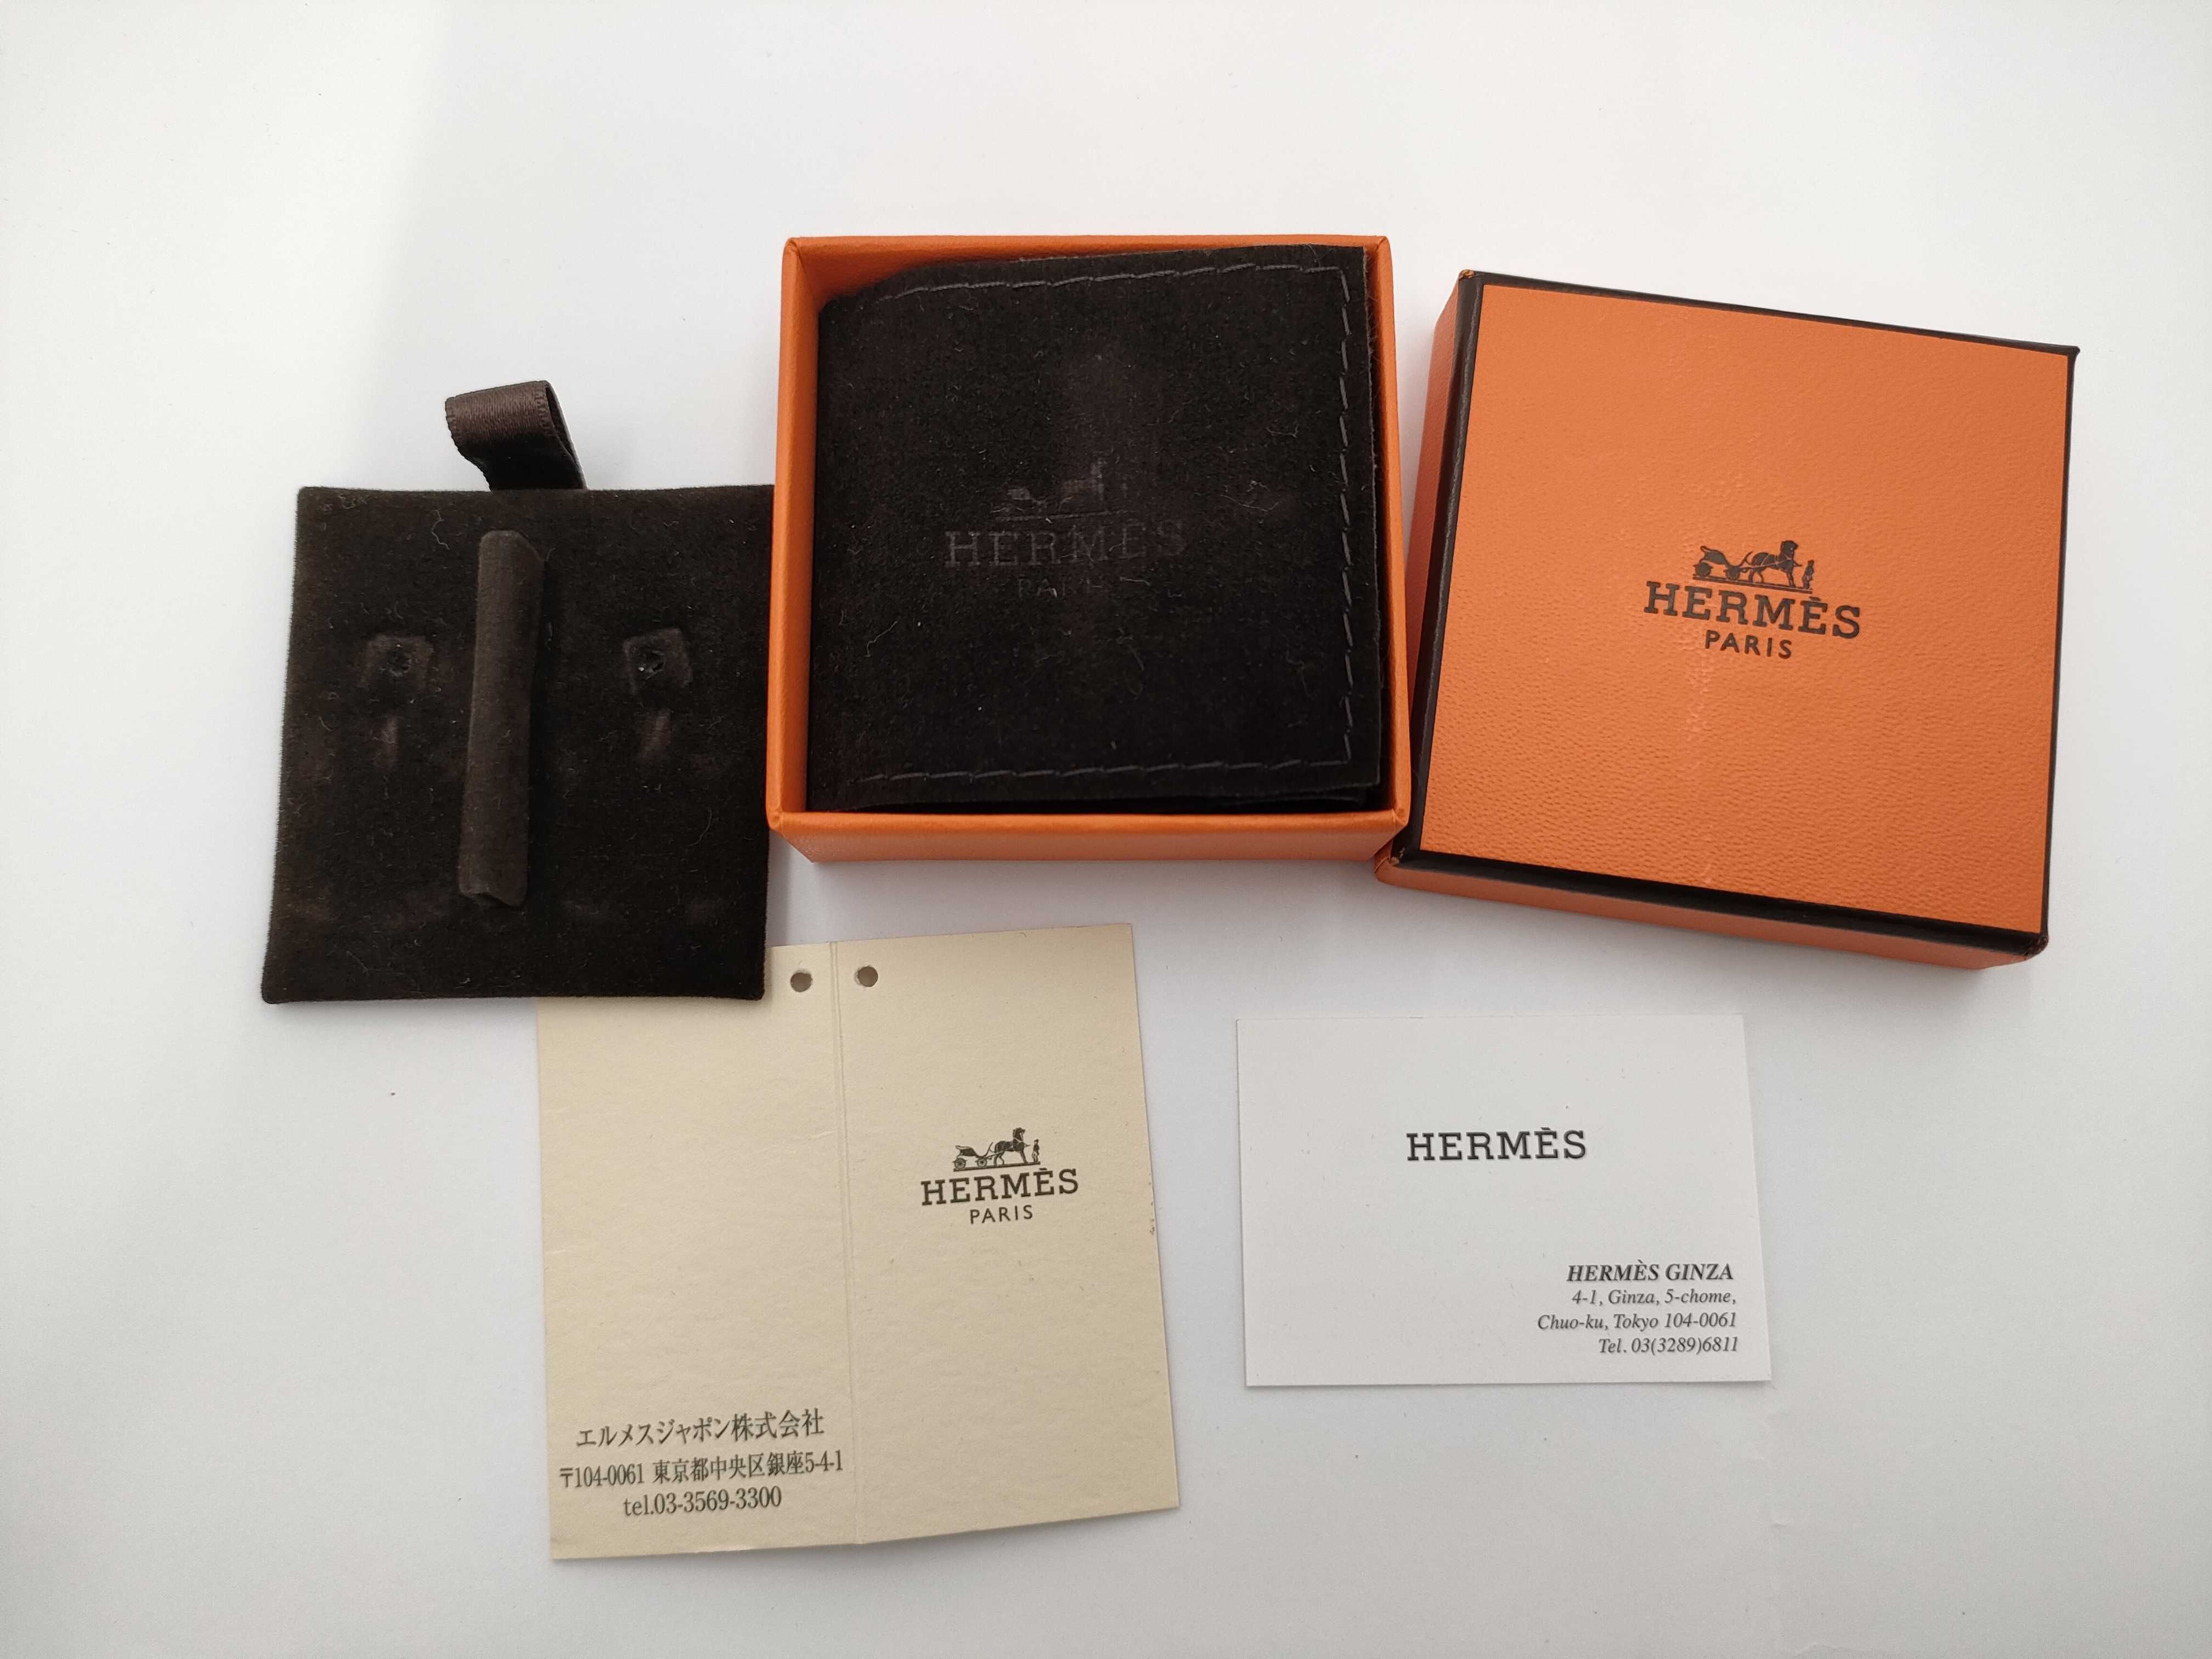 HERMÈS
PARIS
HERMÈS
PARIS
HERMÈS
PARIS
エルメスジャポン株式会社
〒104-0061 東京都中央区銀座5-4-1
tel.03-3569-3300
HERMÈS
HERMÈS GINZA
4-1, Ginza, 5-chome,
Chuo-ku, Tokyo 104-0061
Tel. 03(3289)6811